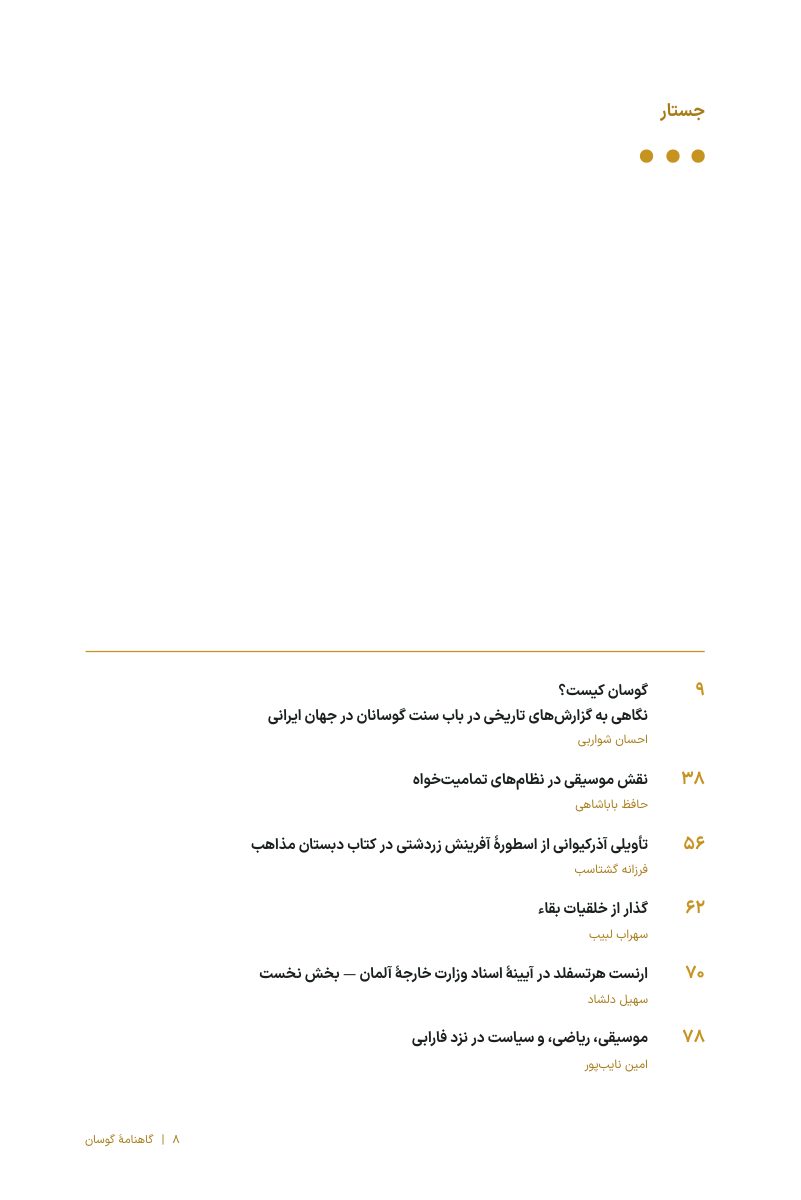 جستار
۹
گوسان کیست؟
نگاهی به گزارش‌های تاریخی در باب سنت گوسانان در جهان ایرانی
احسان شواربی
۳۸
نقش موسیقی در نظام‌های تمامیت‌خواه
حافظ باباشاهی
۵۶
تأویلی آذرکیوانی از اسطورهٔ آفرینش زردشتی در کتاب دبستان مذاهب
فرزانه گشتاسب
۶۲
گذار از خلقیات بقاء
سهراب لبیب
۷۰
ارنست هرتسفلد در آیینهٔ اسناد وزارت خارجهٔ آلمان — بخش نخست
سهیل دلشاد
۷۸
موسیقی، ریاضی، و سیاست در نزد فارابی
امین نایب‌پور
۸ | گاهنامهٔ گوسان